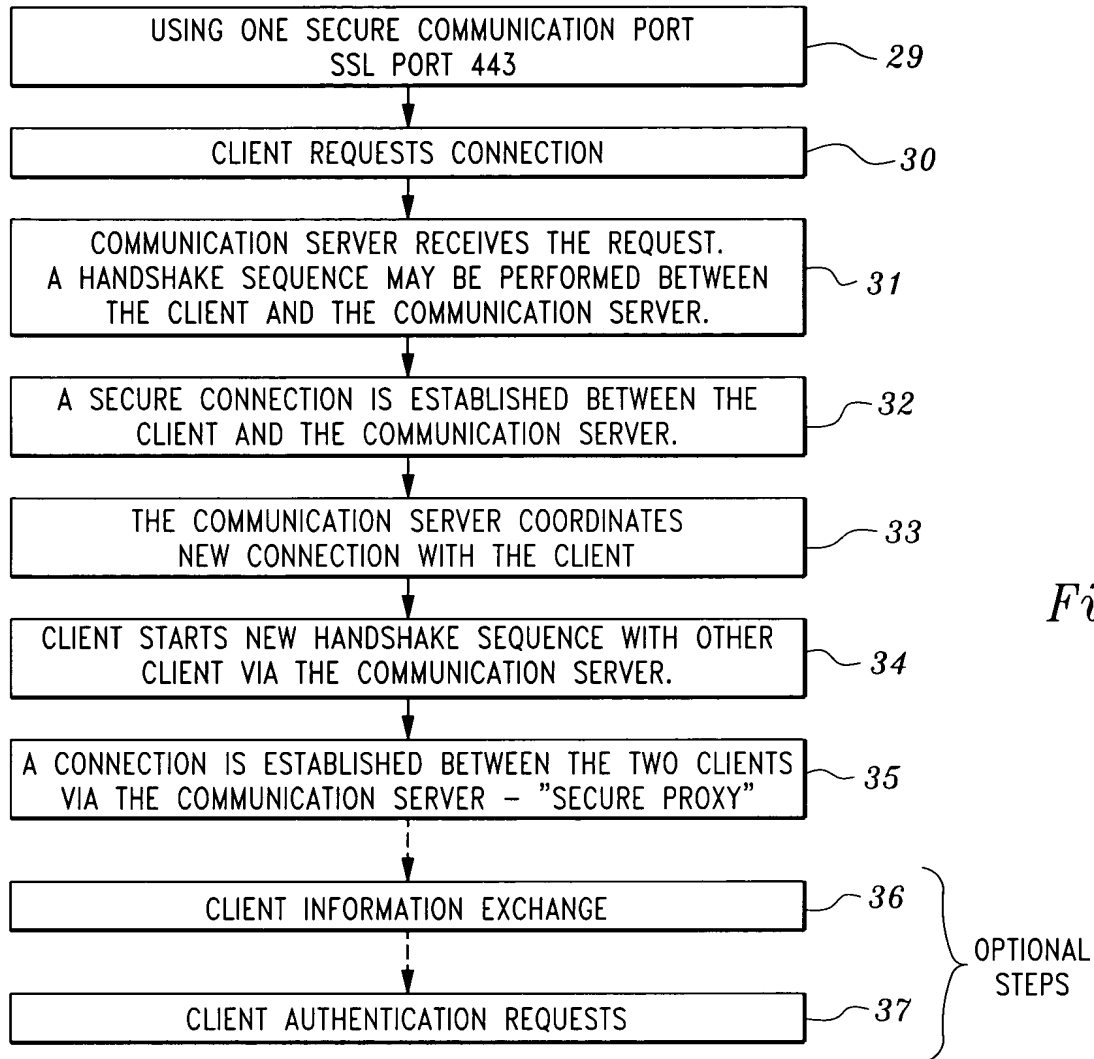 USING ONE SECURE COMMUNICATION PORT
SSL PORT 443
29
CLIENT REQUESTS CONNECTION
30
COMMUNICATION SERVER RECEIVES THE REQUEST.
A HANDSHAKE SEQUENCE MAY BE PERFORMED BETWEEN
THE CLIENT AND THE COMMUNICATION SERVER.
31
A SECURE CONNECTION IS ESTABLISHED BETWEEN THE
CLIENT AND THE COMMUNICATION SERVER.
32
THE COMMUNICATION SERVER COORDINATES
NEW CONNECTION WITH THE CLIENT
33
CLIENT STARTS NEW HANDSHAKE SEQUENCE WITH OTHER
CLIENT VIA THE COMMUNICATION SERVER.
34
A CONNECTION IS ESTABLISHED BETWEEN THE TWO CLIENTS
VIA THE COMMUNICATION SERVER – "SECURE PROXY"
35
CLIENT INFORMATION EXCHANGE
36
CLIENT AUTHENTICATION REQUESTS
37
OPTIONAL
STEPS